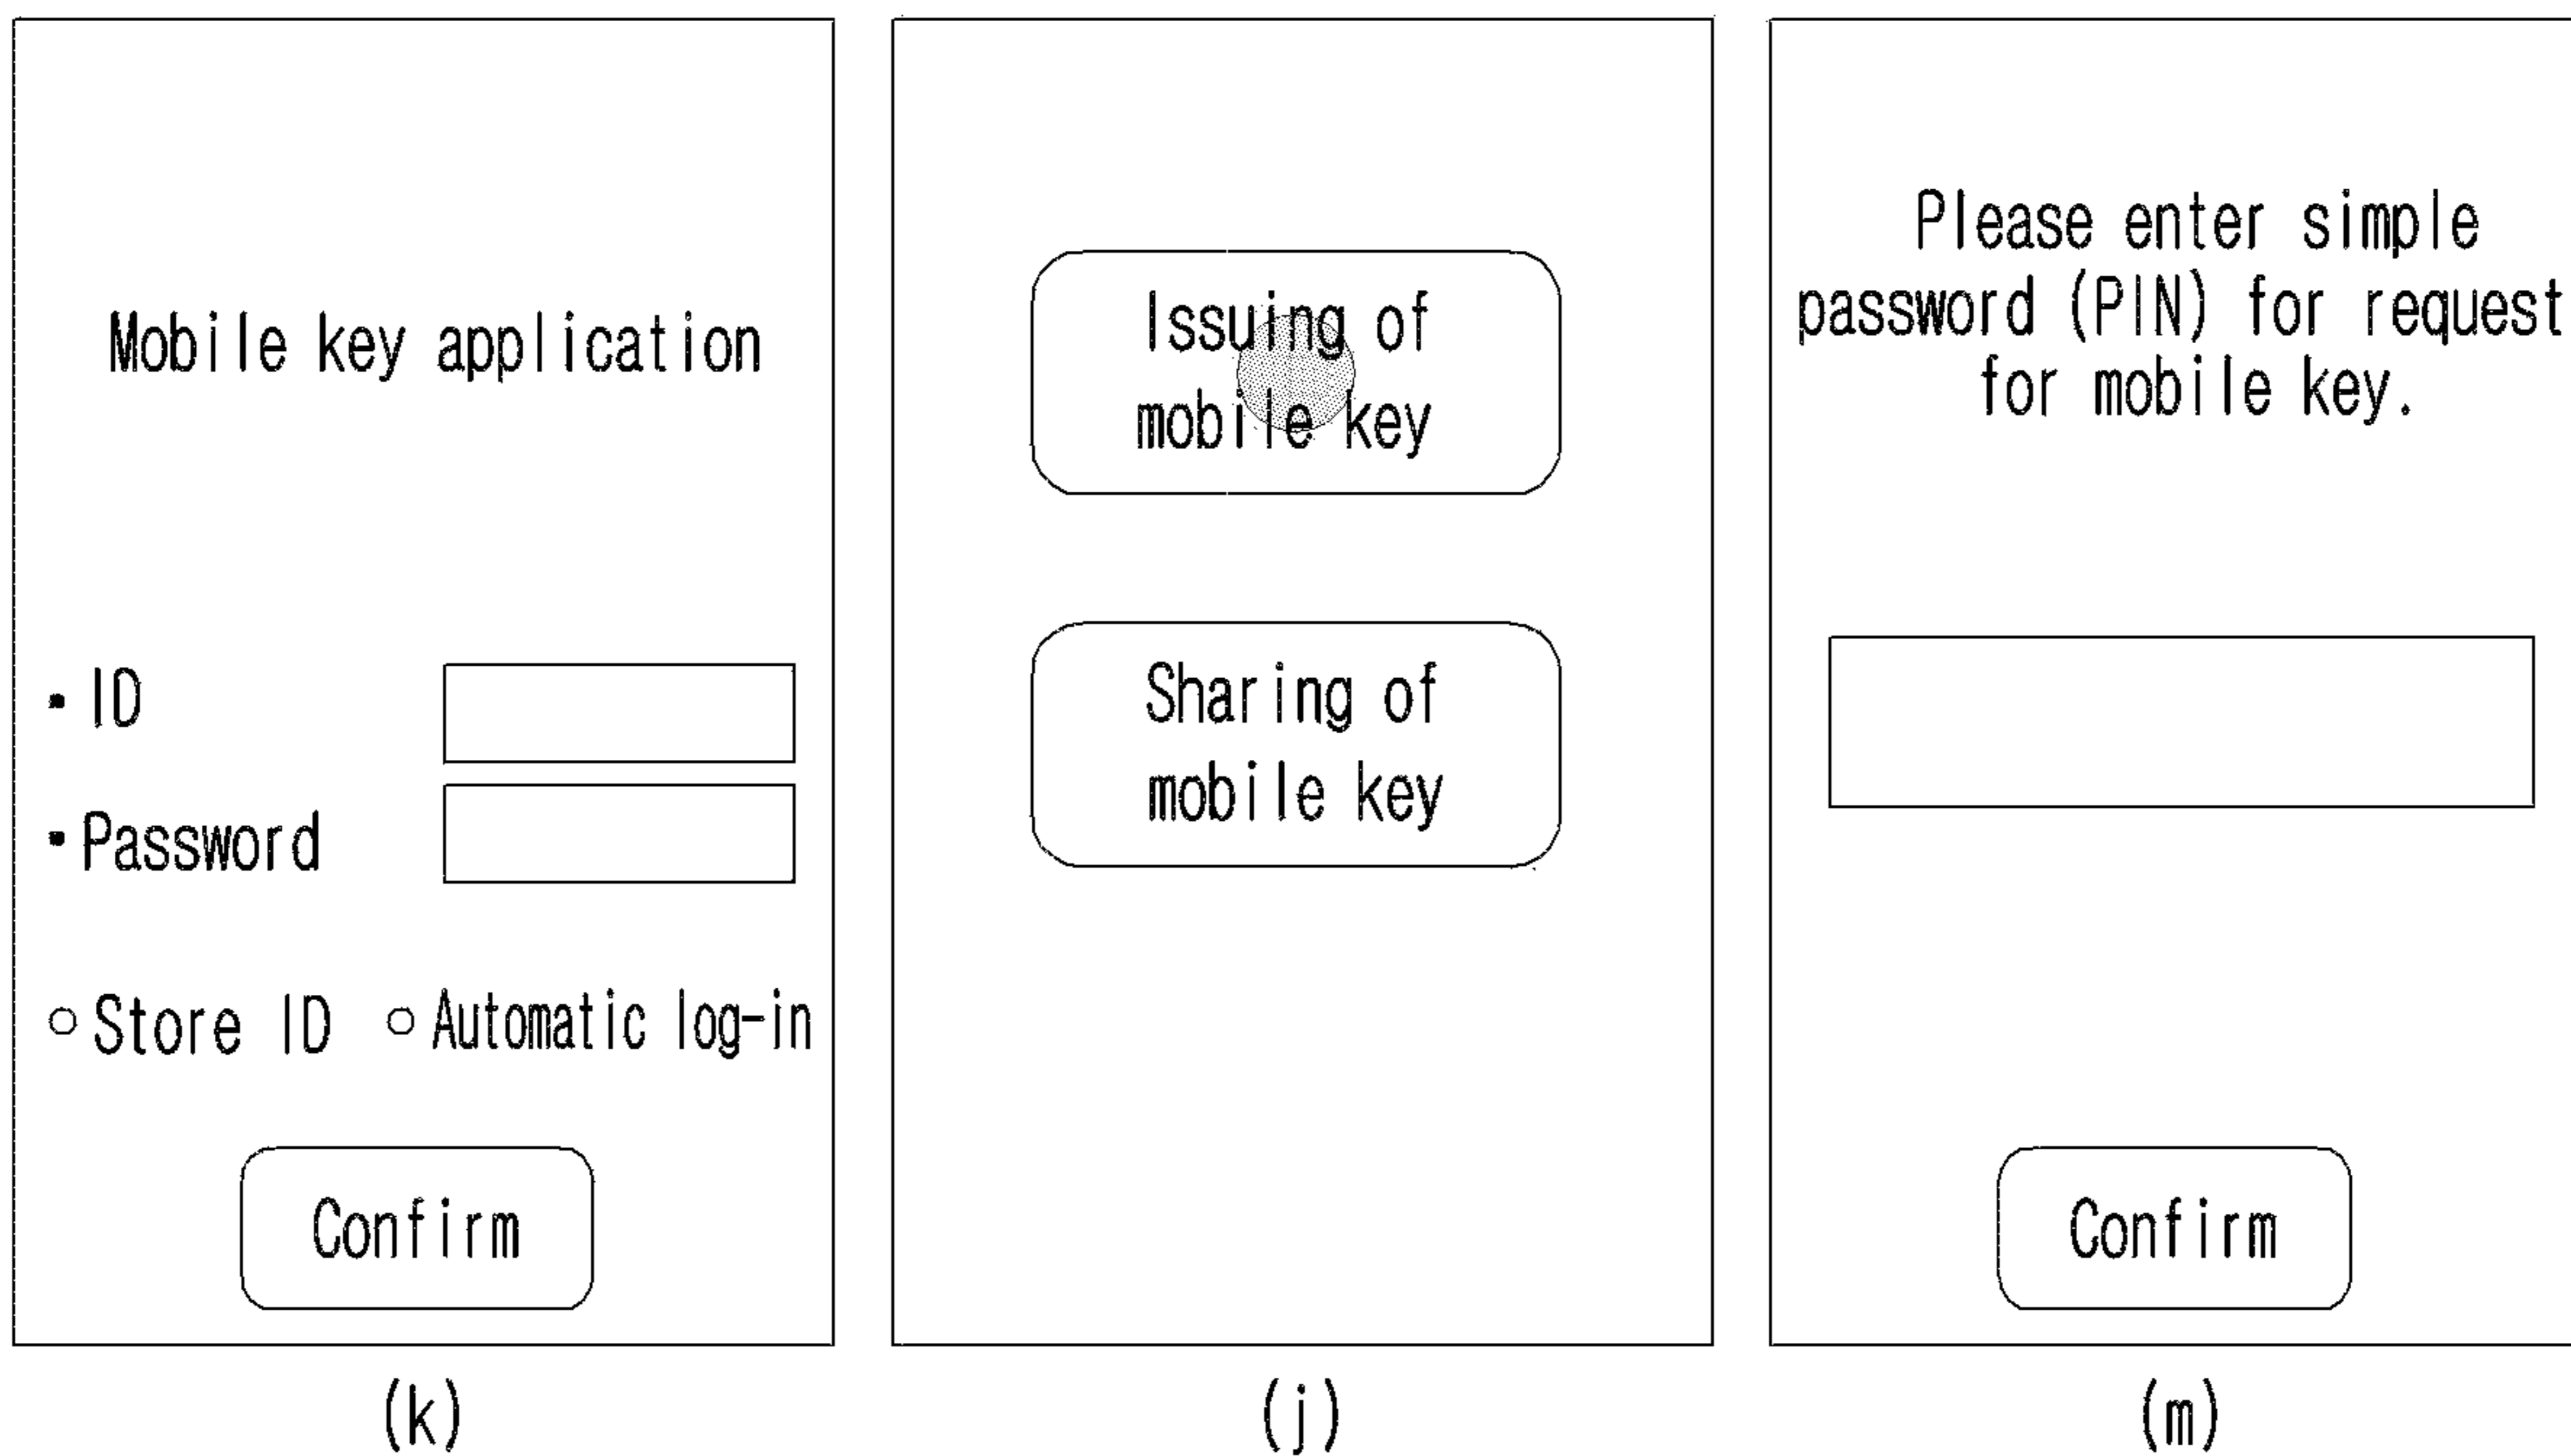 Mobile key application
▪ ID
▪ Password
○ Store ID ○ Automatic log-in
Confirm
(k)
Issuing of
mobile key
Sharing of
mobile key
(j)
Please enter simple
password (PIN) for request
for mobile key.
Confirm
(m)